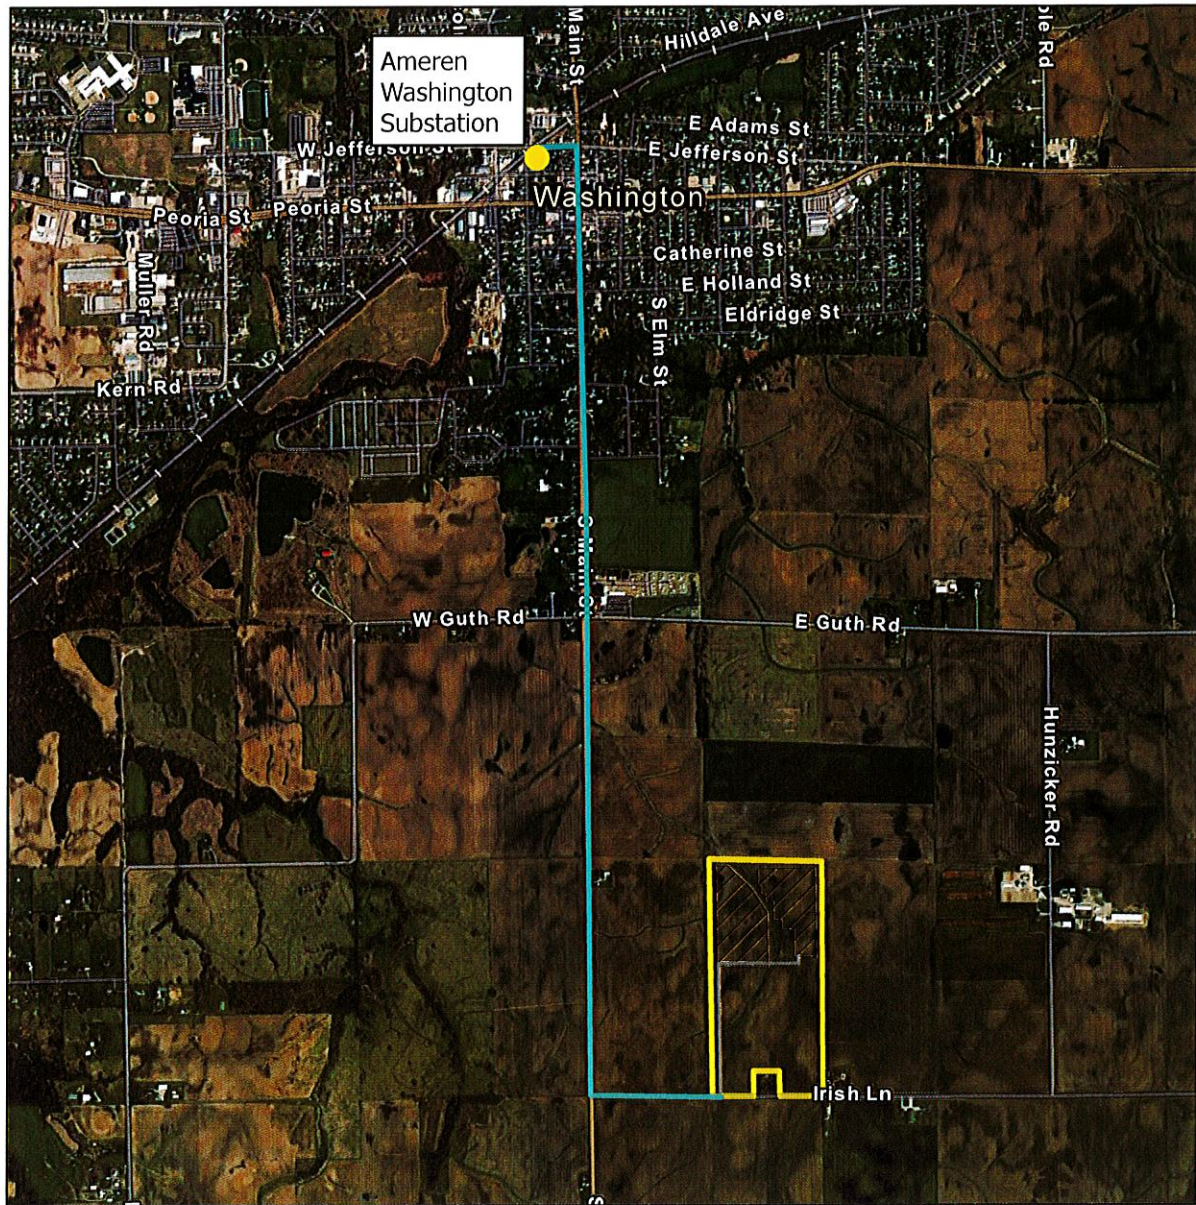 Main St
Hilldale Ave
ple Rd
Ameren
Washington
Substation
W Jefferson St
E Adams St
E Jefferson St
Washington
Peoria St
Peoria St
Catherine St
E Holland St
Eldridge St
Muller Rd
S Elm St
Kern Rd
S Main St
W Guth Rd
E Guth Rd
Hunzicker Rd
Irish Ln
S